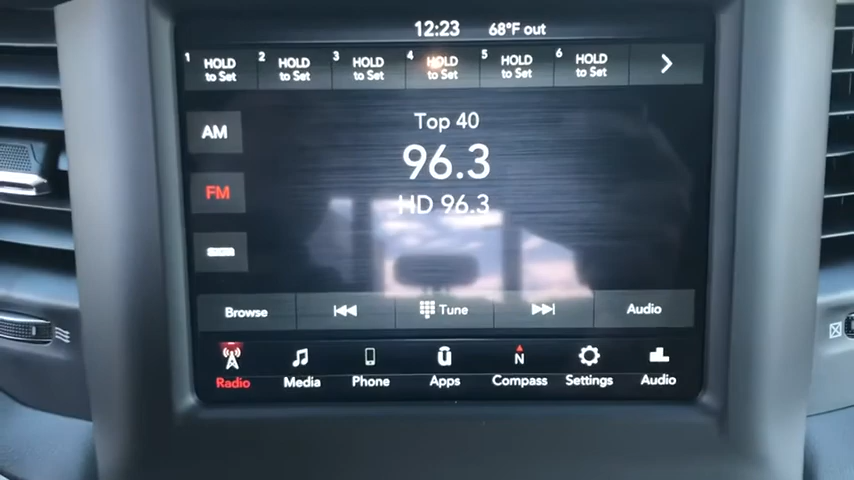 12:23 68°F out
1 HOLD to Set 2 HOLD to Set 3 HOLD to Set 4 HOLD to Set 5 HOLD to Set 6 HOLD to Set
AM
Top 40
96.3
FM
HD 96.3
Browse Tune Audio
N
Radio Media Phone Apps Compass Settings Audio